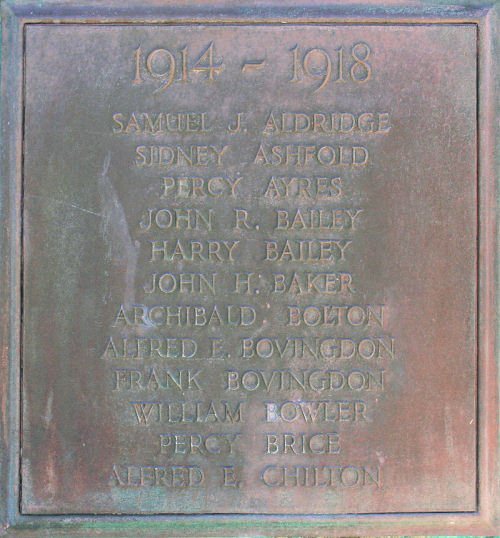 1914 - 1918
SAMUEL J. ALDRIDGE
SIDNEY ASHFOLD
PERCY AYRES
JOHN R. BAILEY
HARRY BAILEY
JOHN H. BAKER
ARCHIBALD BOLTON
ALFRED E. BOVINGDON
FRANK BOVINGDON
WILLIAM BOWLER
PERCY BRICE
ALFRED E. CHILTON